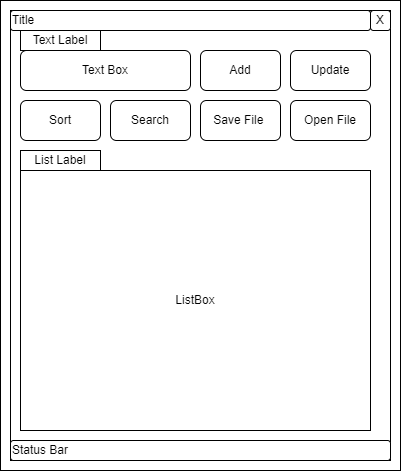 Title X
Text Label
Text Box Add Update
Sort Search Save File Open File
List Label
ListBox
Status Bar